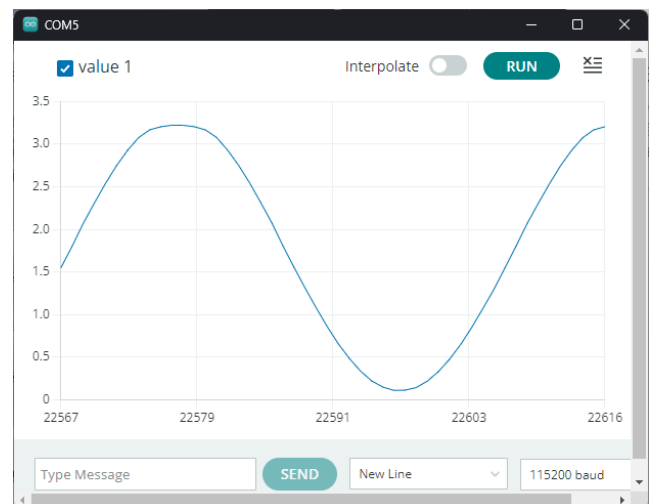 COM5
value 1
Interpolate
RUN
3.5
3.0
2.5
2.0
1.5
1.0
0.5
0
22567 22579 22591 22603 22616
Type Message
SEND
New Line
115200 baud